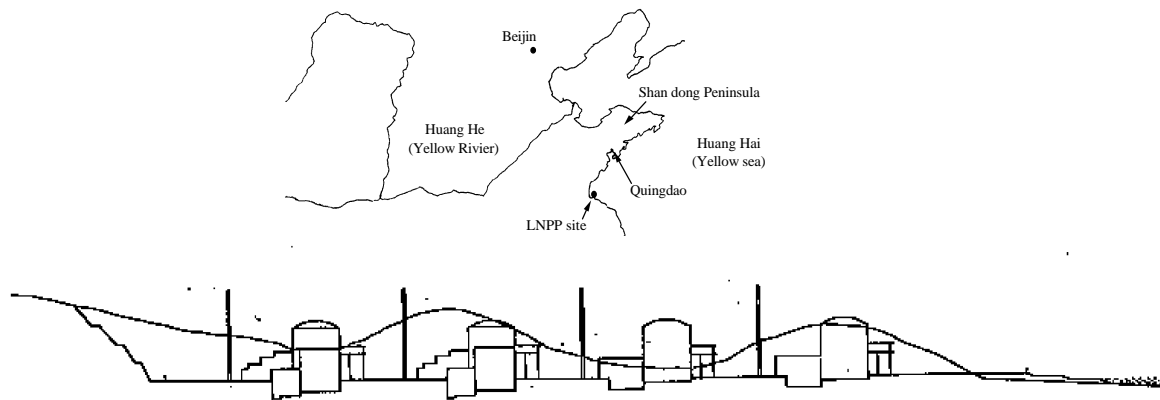 Beijin
Shan dong Peninsula
Huang He
(Yellow Rivier)
Huang Hai
(Yellow sea)
Quingdao
LNPP site